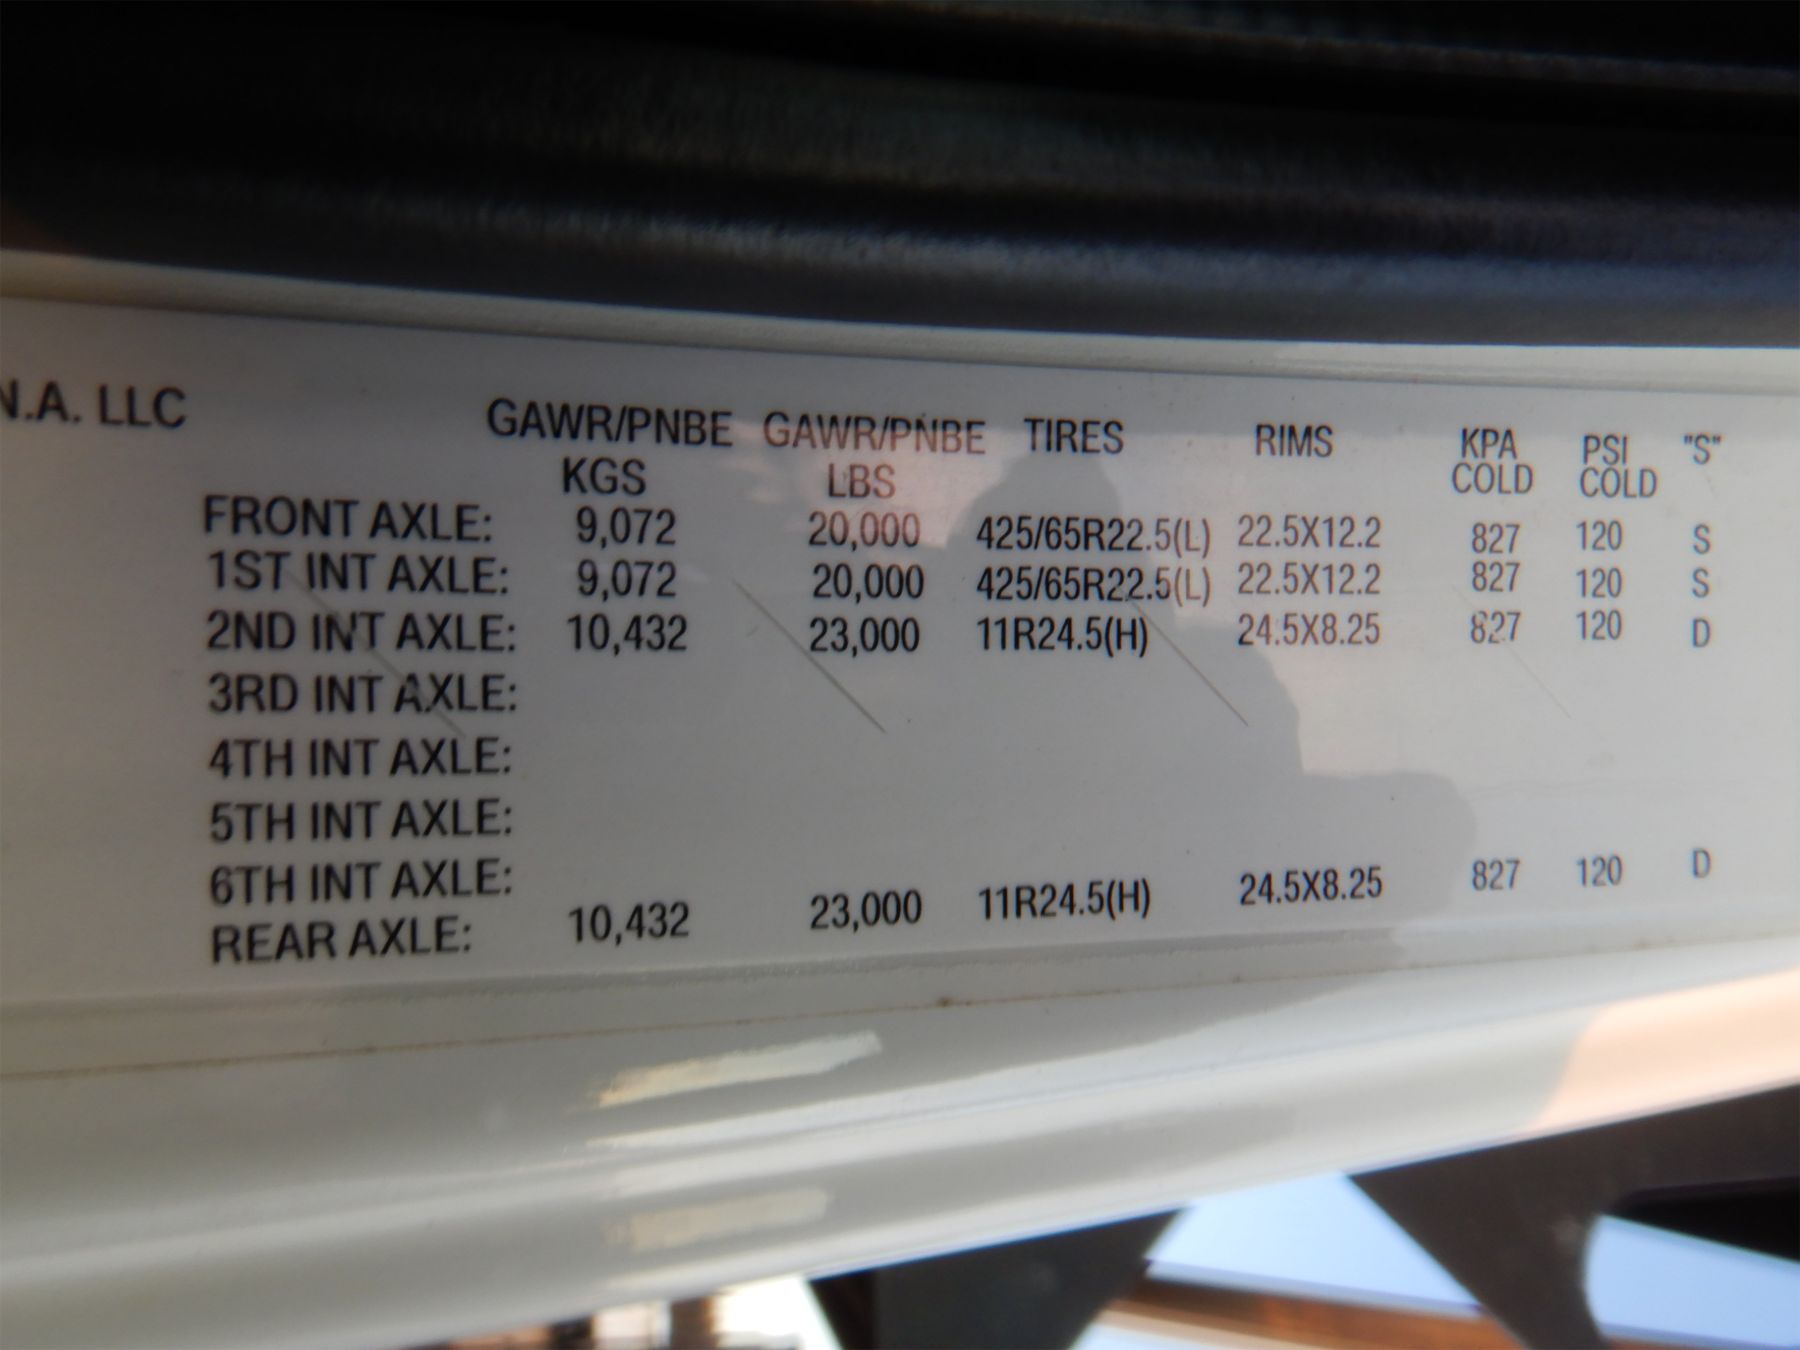 N.A. LLC GAWR/PNBE GAWR/PNBE TIRES RIMS KPA PSI "S"
KGS LBS COLD COLD
FRONT AXLE: 9,072 20,000 425/65R22.5(L) 22.5X12.2 827 120 S
1ST INT AXLE: 9,072 20,000 425/65R22.5(L) 22.5X12.2 827 120 S
2ND INT AXLE: 10,432 23,000 11R24.5(H) 24.5X8.25 827 120 D
3RD INT AXLE:
4TH INT AXLE:
5TH INT AXLE:
6TH INT AXLE:
REAR AXLE: 10,432 23,000 11R24.5(H) 24.5X8.25 827 120 D